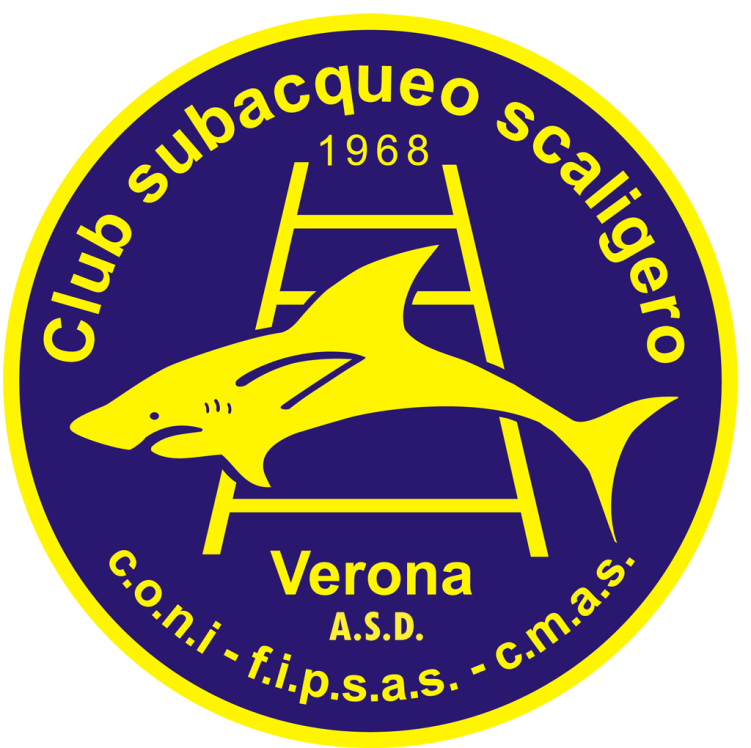 Club subacqueo scaligero
1968
Verona
A.S.D.
c.o.n.i - f.i.p.s.a.s. - c.m.a.s.